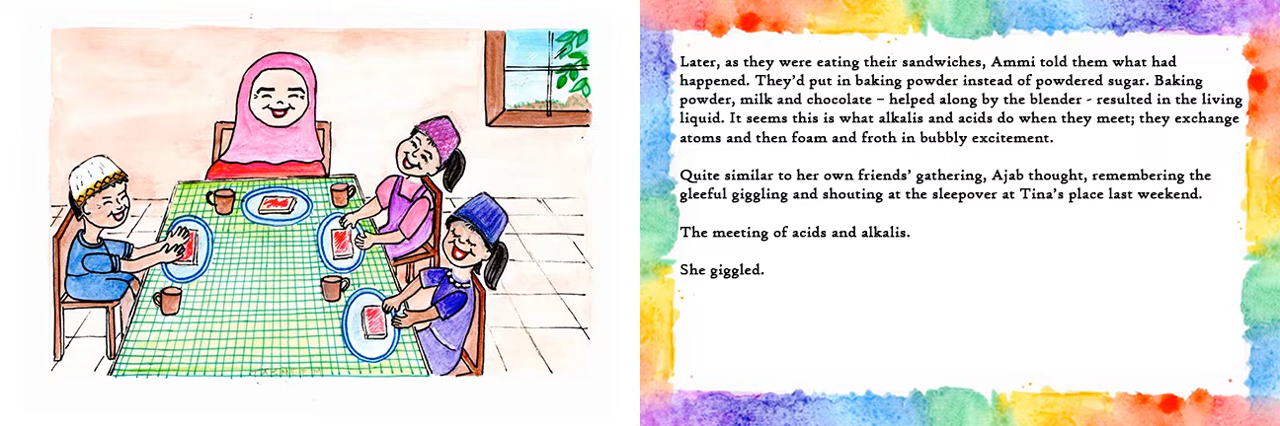 Later, as they were eating their sandwiches, Ammi told them what had
happened. They'd put in baking powder instead of powdered sugar. Baking
powder, milk and chocolate – helped along by the blender - resulted in the living
liquid. It seems this is what alkalis and acids do when they meet; they exchange
atoms and then foam and froth in bubbly excitement.
Quite similar to her own friends' gathering, Ajab thought, remembering the
gleeful giggling and shouting at the sleepover at Tina's place last weekend.
The meeting of acids and alkalis.
She giggled.